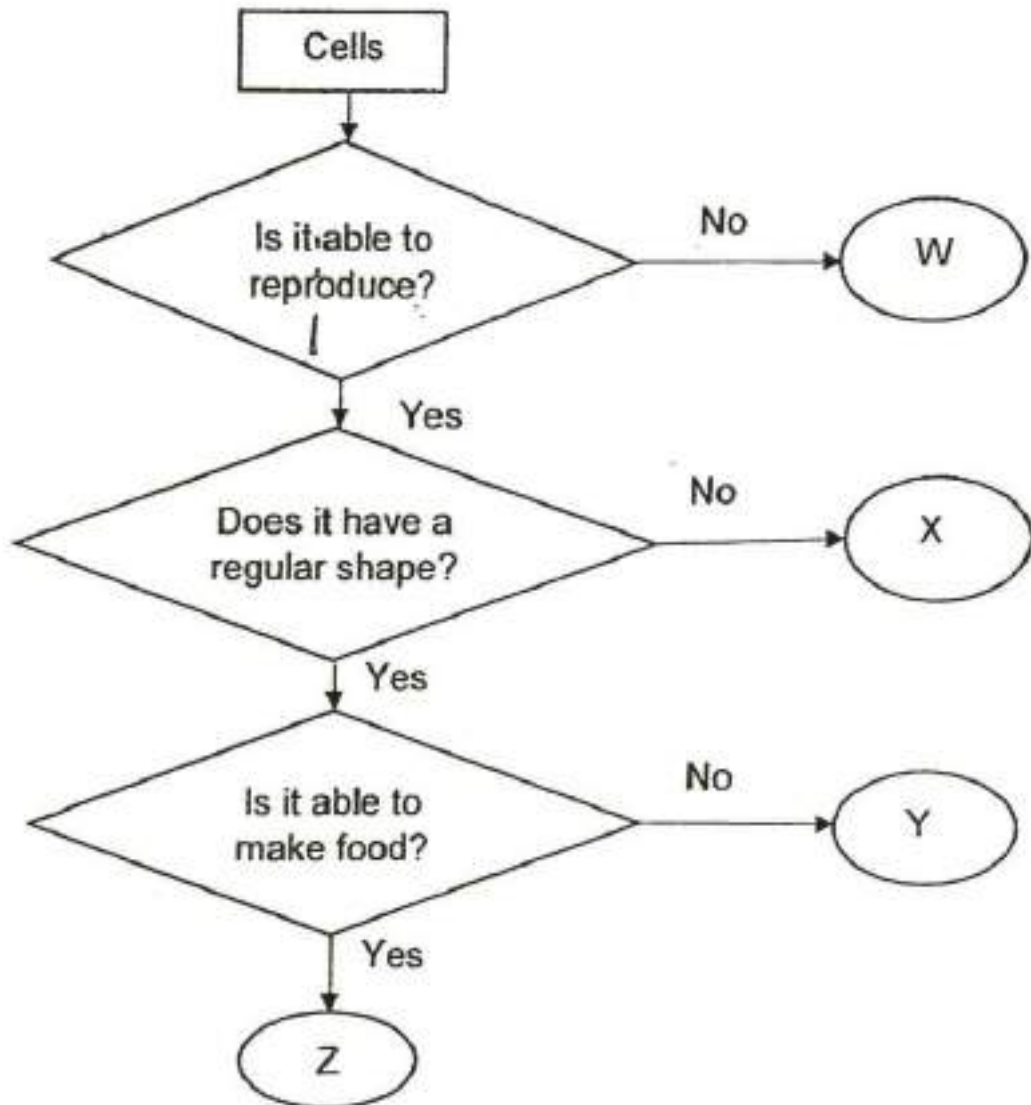 Cells
Is it able to
reproduce?
No
W
Yes
Does it have a
regular shape?
No
X
Yes
Is it able to
make food?
No
Y
Yes
Z